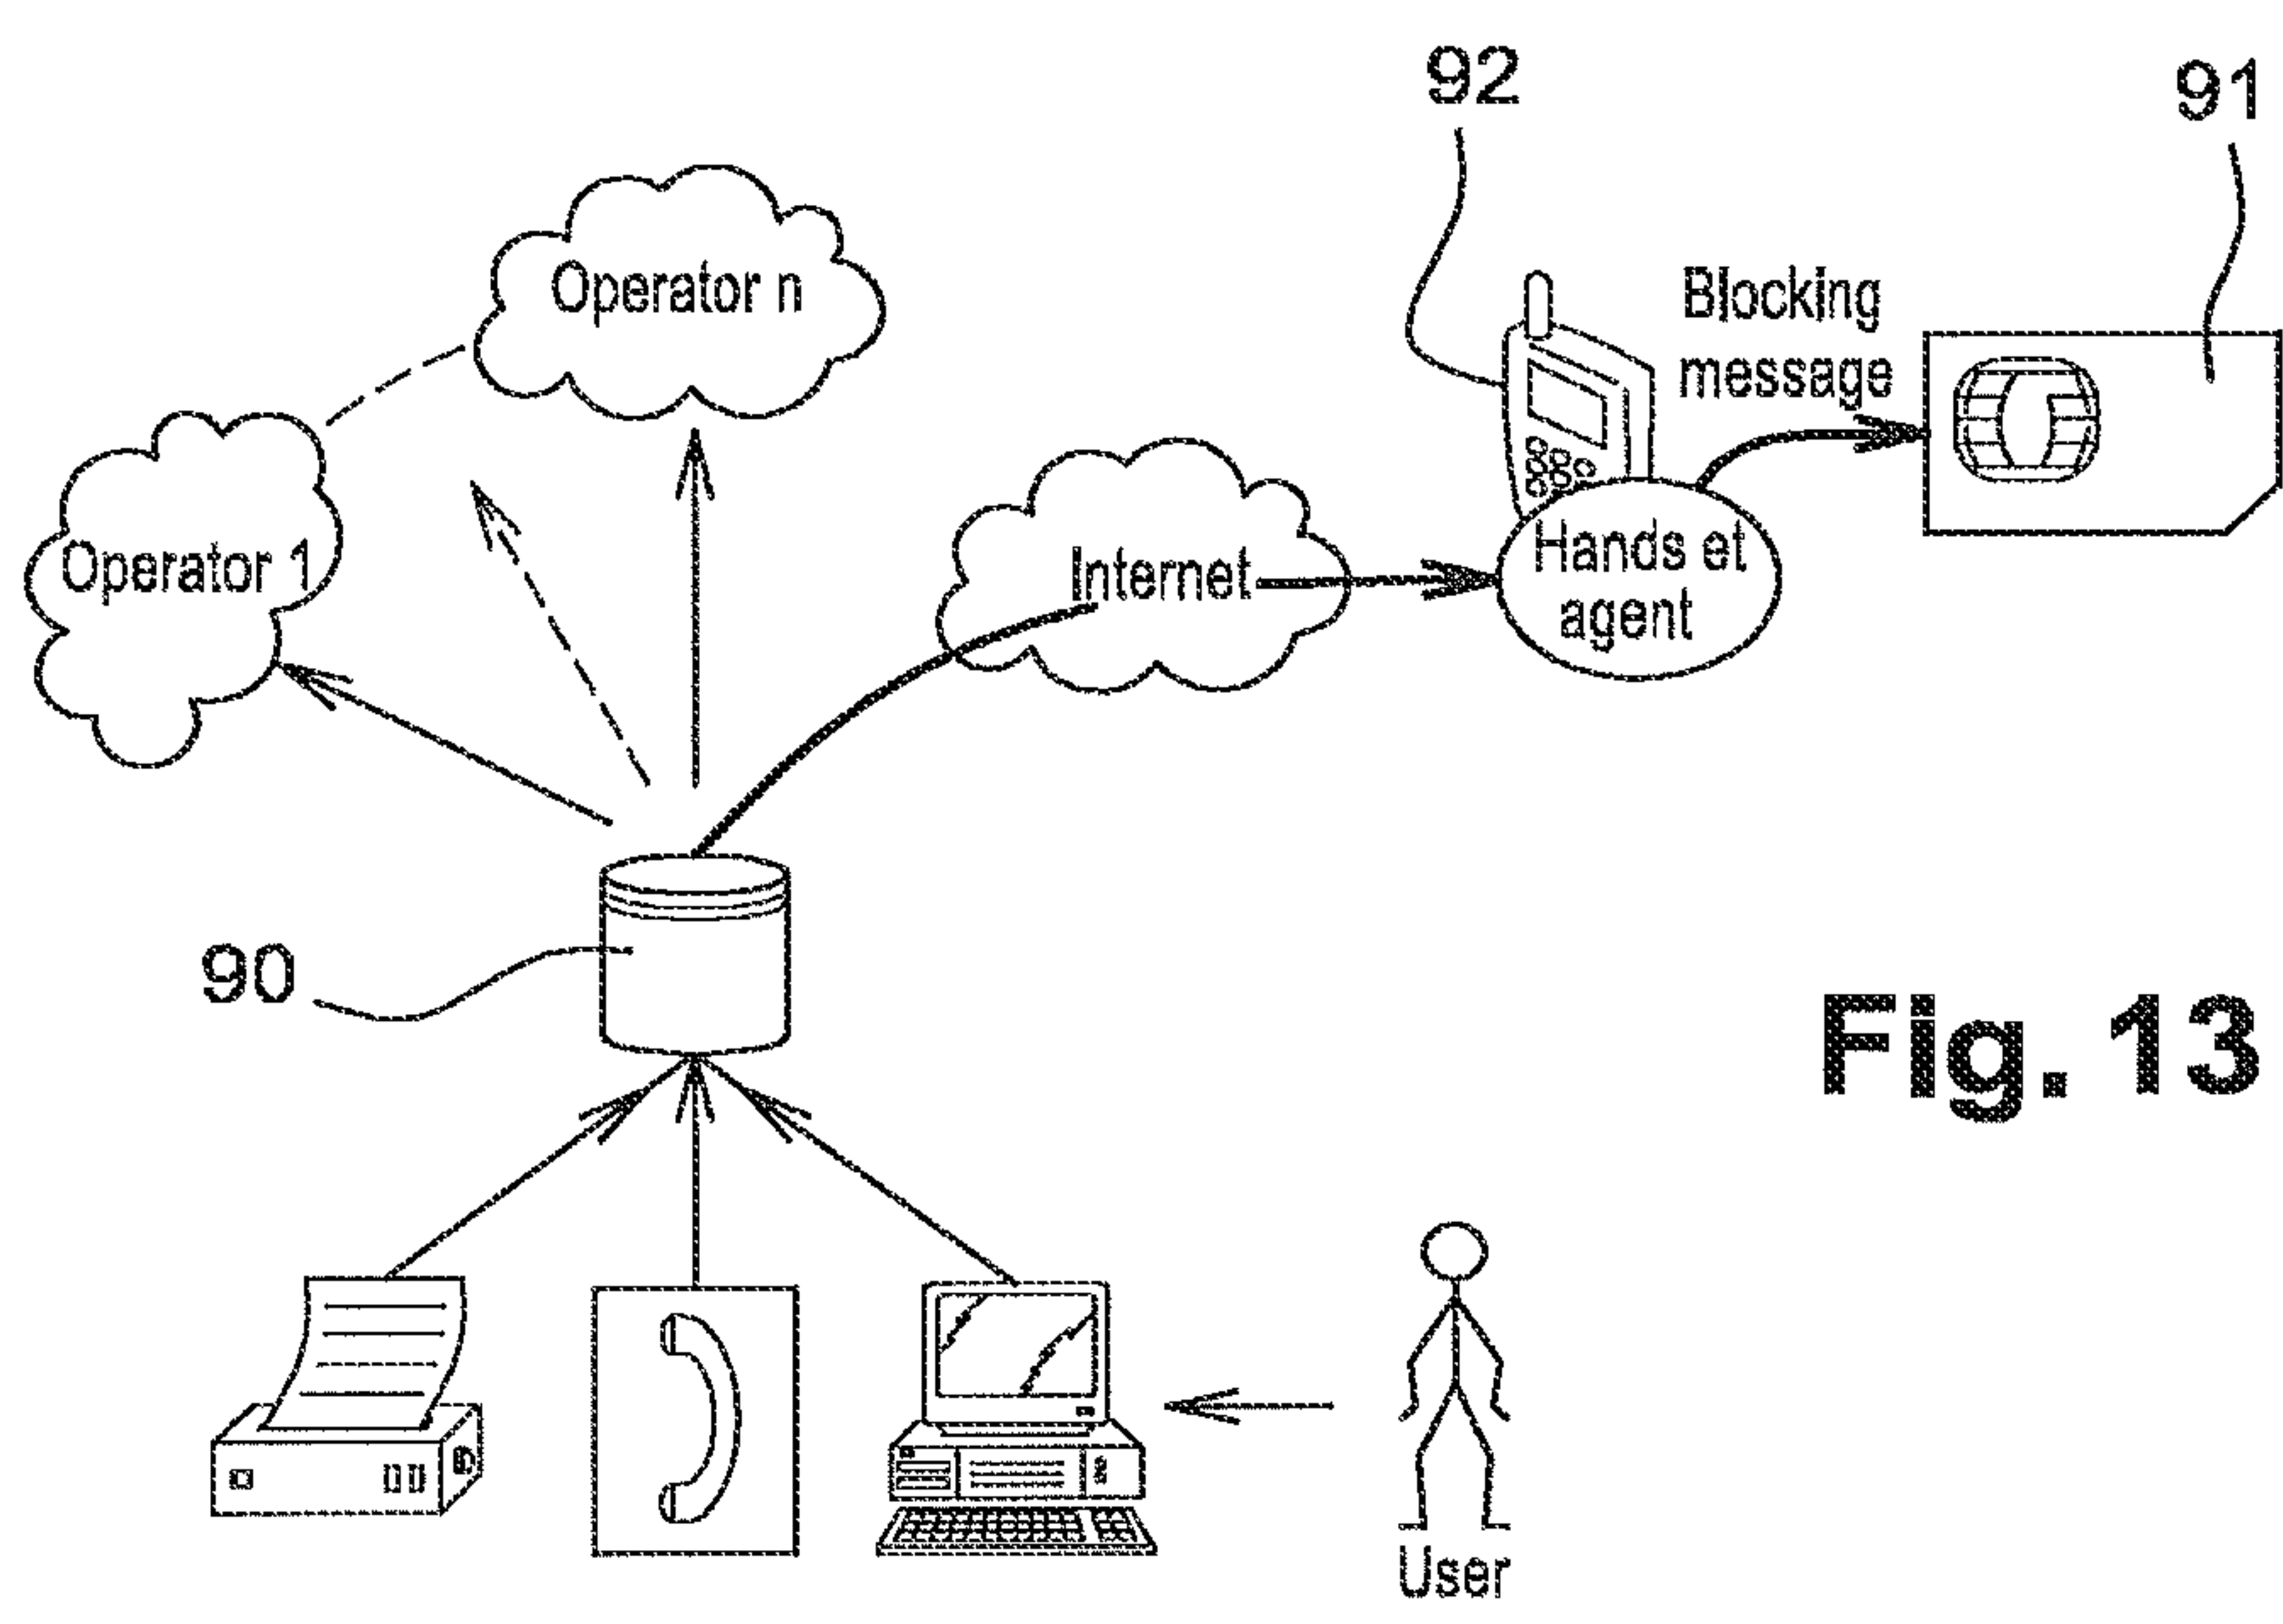 92
91
Operator n
Blocking
message
Operator 1
Internet
Hands et
agent
90
Fig. 13
User